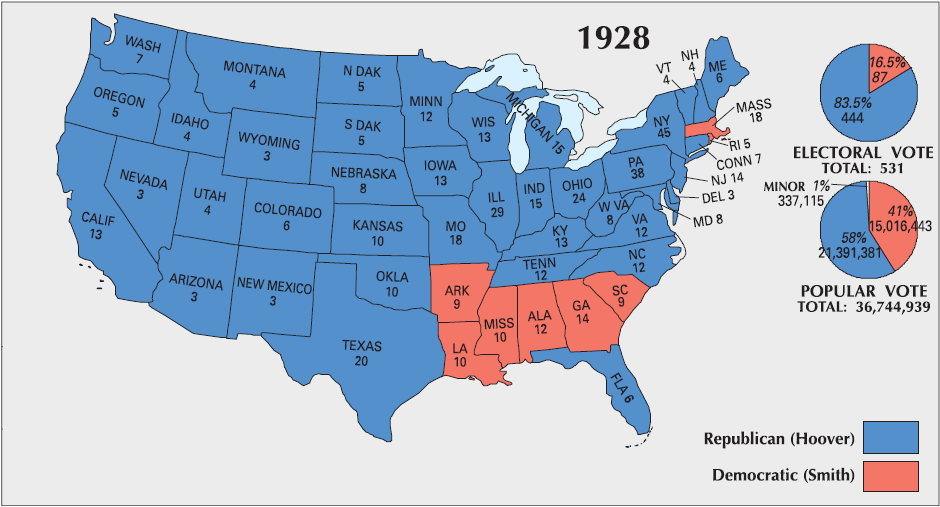 1928
WASH
7
OREGON
5
CALIF
13
NEVADA
3
IDAHO
4
MONTANA
4
WYOMING
3
UTAH
4
COLORADO
6
ARIZONA
3
NEW MEXICO
3
N DAK
5
S DAK
5
NEBRASKA
8
KANSAS
10
OKLA
10
TEXAS
20
MINN
12
IOWA
13
MO
18
ARK
9
LA
10
WIS
13
ILL
29
MICHIGAN 15
IND
15
OHIO
24
KY
13
TENN
12
MISS
10
ALA
12
GA
14
FLA 6
SC
9
NC
12
VA
12
W VA
8
PA
38
NY
45
VT
4
NH
4
ME
6
MASS
18
RI 5
CONN 7
NJ 14
DEL 3
MD 8
16.5%
87
83.5%
444
ELECTORAL VOTE
TOTAL: 531
MINOR 1%
337,115
41%
15,016,443
58%
21,391,381
POPULAR VOTE
TOTAL: 36,744,939
Republican (Hoover)
Democratic (Smith)